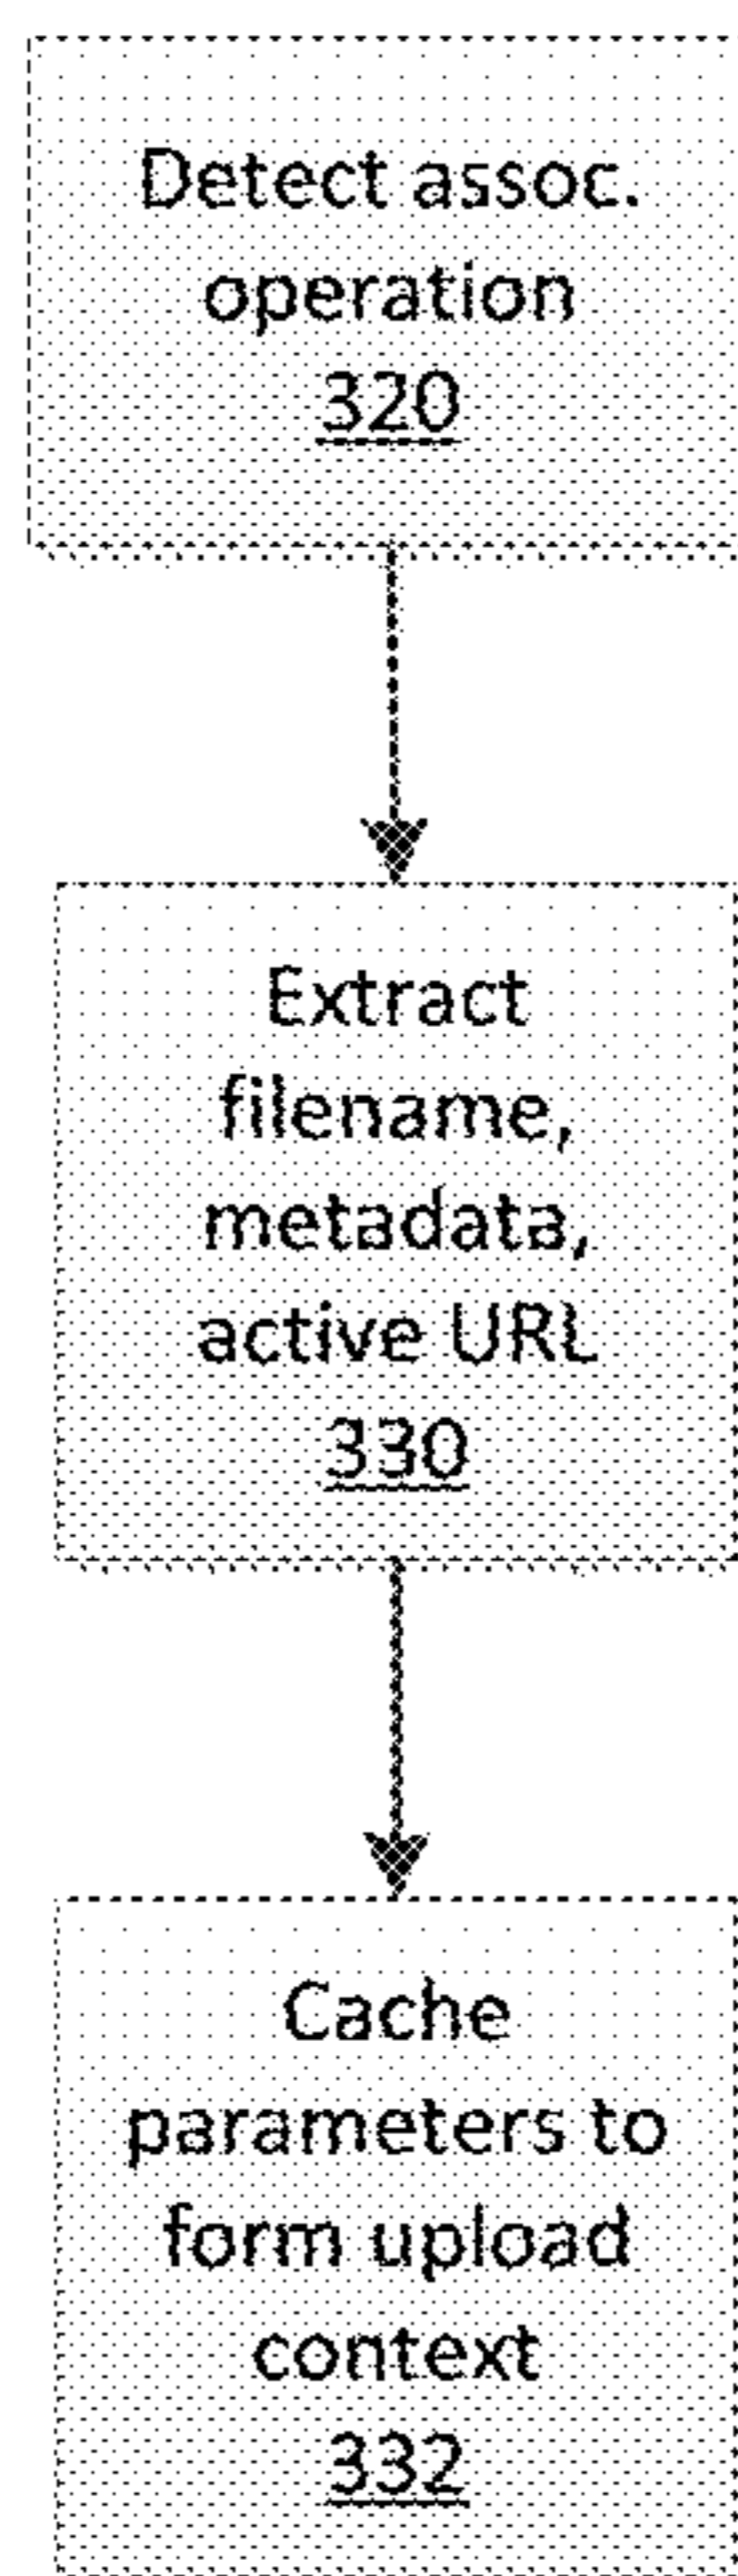 Detect assoc.
operation
320
Extract
filename,
metadata,
active URL
330
Cache
parameters to
form upload
context
332